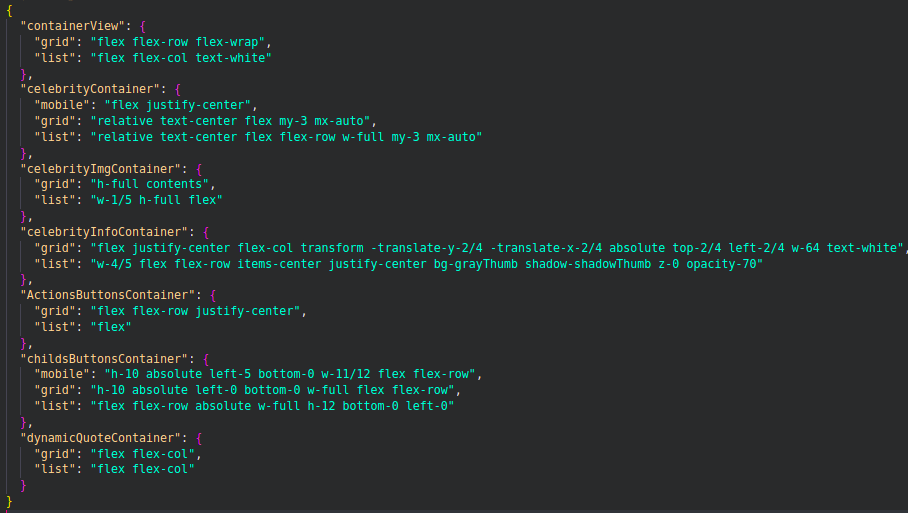 {
"containerView": {
"grid": "flex flex-row flex-wrap",
"list": "flex flex-col text-white"
},
"celebrityContainer": {
"mobile": "flex justify-center",
"grid": "relative text-center flex my-3 mx-auto",
"list": "relative text-center flex flex-row w-full my-3 mx-auto"
},
"celebrityImgContainer": {
"grid": "h-full contents",
"list": "w-1/5 h-full flex"
},
"celebrityInfoContainer": {
"grid": "flex justify-center flex-col transform -translate-y-2/4 -translate-x-2/4 absolute top-2/4 left-2/4 w-64 text-white",
"list": "w-4/5 flex flex-row items-center justify-center bg-grayThumb shadow-shadowThumb z-0 opacity-70"
},
"ActionsButtonsContainer": {
"grid": "flex flex-row justify-center",
"list": "flex"
},
"childsButtonsContainer": {
"mobile": "h-10 absolute left-5 bottom-0 w-11/12 flex flex-row",
"grid": "h-10 absolute left-0 bottom-0 w-full flex flex-row",
"list": "flex flex-row absolute w-full h-12 bottom-0 left-0"
},
"dynamicQuoteContainer": {
"grid": "flex flex-col",
"list": "flex flex-col"
}
}